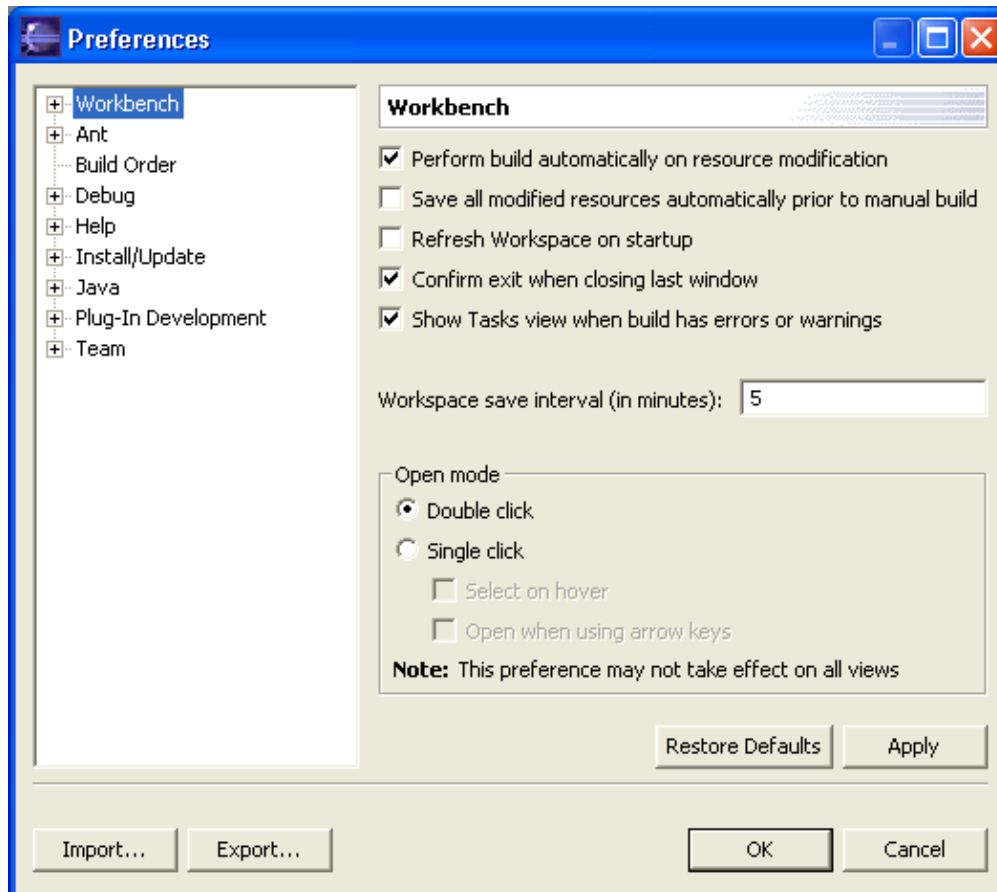 Preferences
Workbench
Ant
Build Order
Debug
Help
Install/Update
Java
Plug-In Development
Team
Workbench
Perform build automatically on resource modification
Save all modified resources automatically prior to manual build
Refresh Workspace on startup
Confirm exit when closing last window
Show Tasks view when build has errors or warnings
Workspace save interval (in minutes): 5
Open mode
Double click
Single click
Select on hover
Open when using arrow keys
Note: This preference may not take effect on all views
Restore Defaults Apply
Import... Export... OK Cancel